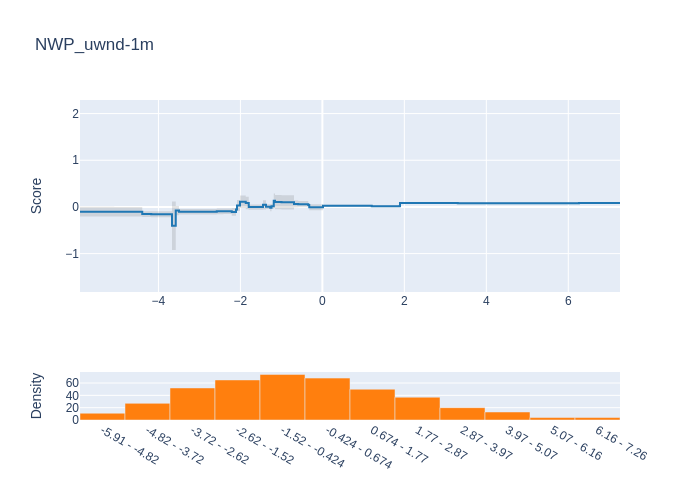 NWP_uwnd-1m
Score
2
1
0
−1
−4
−2
0
2
4
6
Density
60
40
20
0
-5.91 - -4.82
-4.82 - -3.72
-3.72 - -2.62
-2.62 - -1.52
-1.52 - -0.424
-0.424 - 0.674
0.674 - 1.77
1.77 - 2.87
2.87 - 3.97
3.97 - 5.07
5.07 - 6.16
6.16 - 7.26